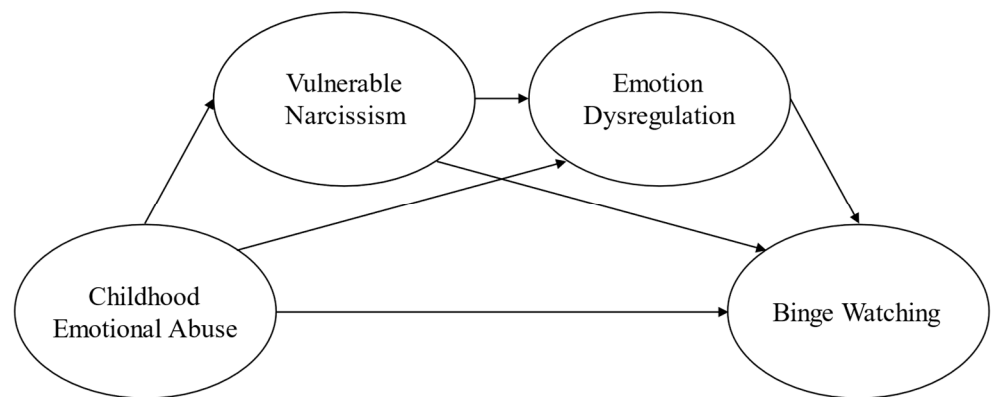 Vulnerable
Narcissism
Emotion
Dysregulation
Childhood
Emotional Abuse
Binge Watching